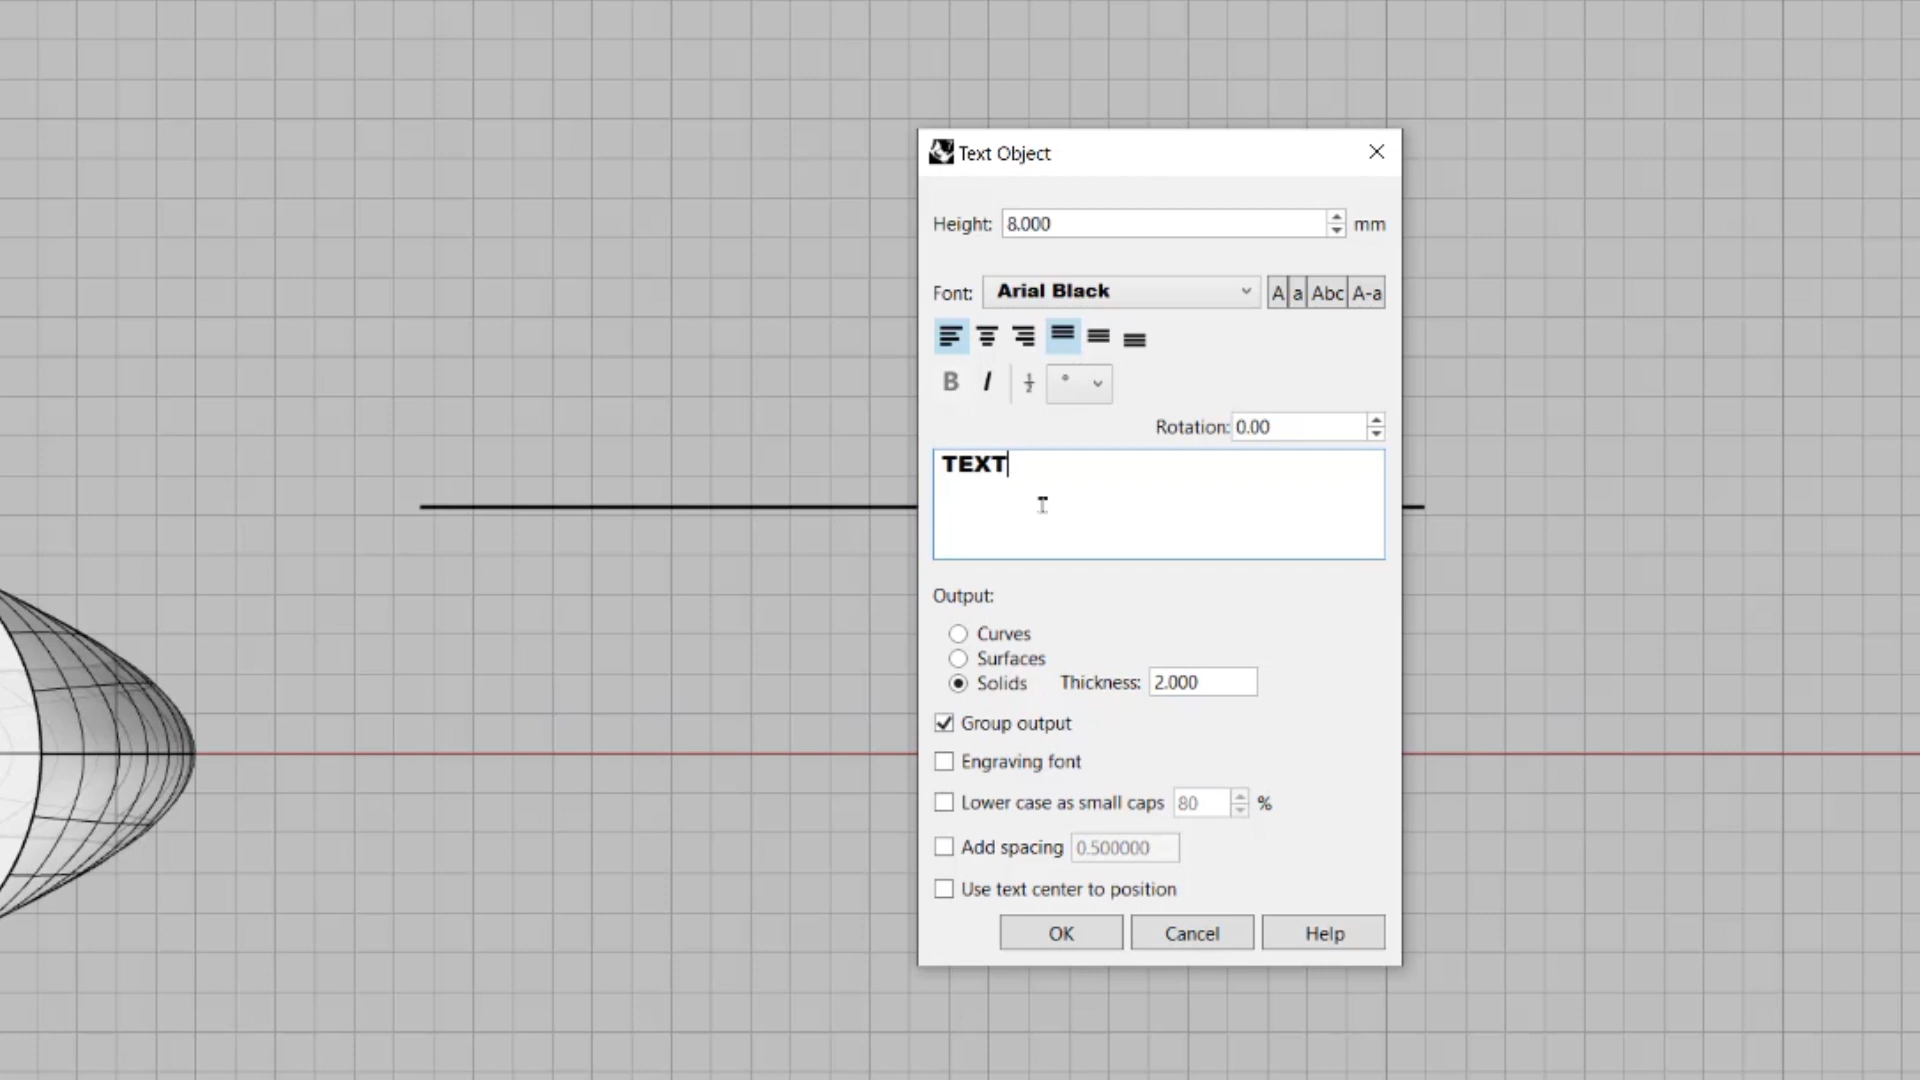 Text Object
Height: 8.000 mm
Font: Arial Black A a Abc A-a
B I ½ °
Rotation: 0.00
TEXT
Output:
Curves
Surfaces
Solids Thickness: 2.000
Group output
Engraving font
Lower case as small caps 80 %
Add spacing 0.500000
Use text center to position
OK Cancel Help